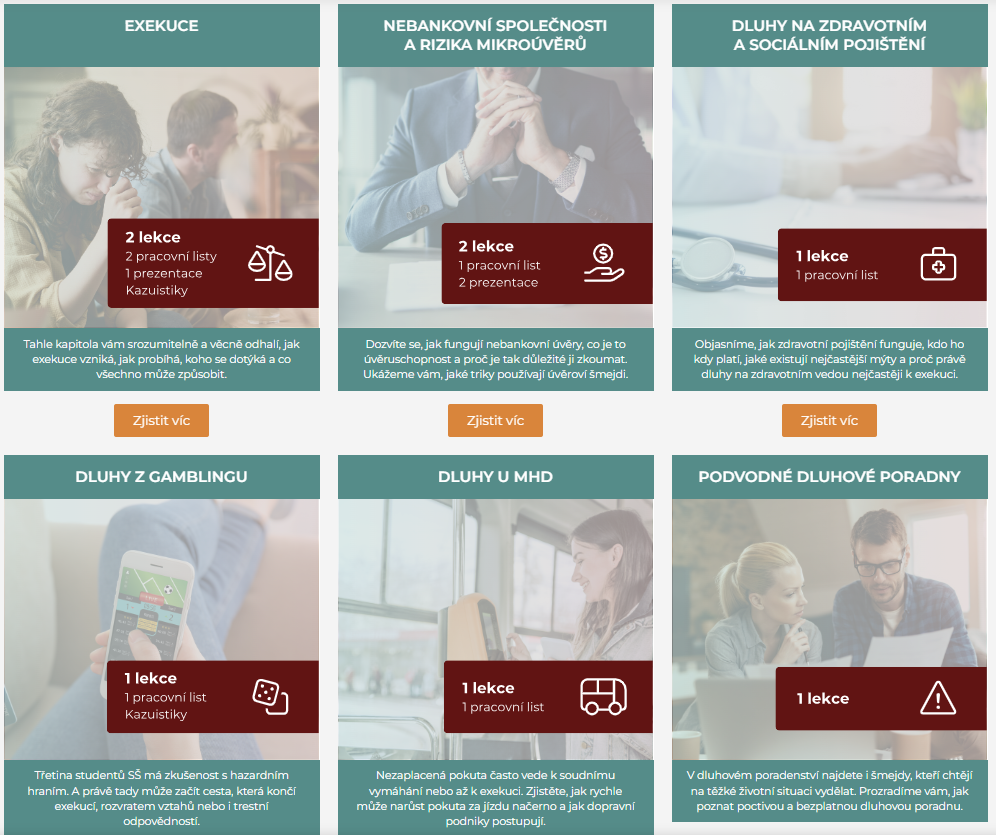 EXEKUCE
2 lekce
2 pracovní listy
1 prezentace
Kazuistiky
Tahle kapitola vám srozumitelně a věcně odhalí, jak
exekuce vzniká, jak probíhá, koho se dotýká a co
všechno může způsobit.
Zjistit víc
NEBANKOVNÍ SPOLEČNOSTI
A RIZIKA MIKROÚVĚRŮ
2 lekce
1 pracovní list
2 prezentace
Dozvíte se, jak fungují nebankovní úvěry, co je to
úvěruschopnost a proč je tak důležité ji zkoumat.
Ukážeme vám, jaké triky používají úvěroví šmejdi.
Zjistit víc
DLUHY NA ZDRAVOTNÍM
A SOCIÁLNÍM POJIŠTĚNÍ
1 lekce
1 pracovní list
Objasníme, jak zdravotní pojištění funguje, kdo ho
kdy platí, jaké existují nejčastější mýty a proč právě
dluhy na zdravotním vedou nejčastěji k exekuci.
Zjistit víc
DLUHY Z GAMBLINGU
1 lekce
1 pracovní list
Kazuistiky
Třetina studentů SŠ má zkušenost s hazardním
hraním. A právě tady může začít cesta, která končí
exekucí, rozvratem vztahů nebo i trestní
odpovědností.
DLUHY U MHD
1 lekce
1 pracovní list
Nezaplacená pokuta často vede k soudnímu
vymáhání nebo až k exekuci. Zjistěte, jak rychle
může narůst pokuta za jízdu načerno a jak dopravní
podniky postupují.
PODVODNÉ DLUHOVÉ PORADNY
1 lekce
V dluhovém poradenství najdete i šmejdy, kteří chtějí
na těžké životní situaci vydělat. Prozradíme vám, jak
poznat poctivou a bezplatnou dluhovou poradnu.